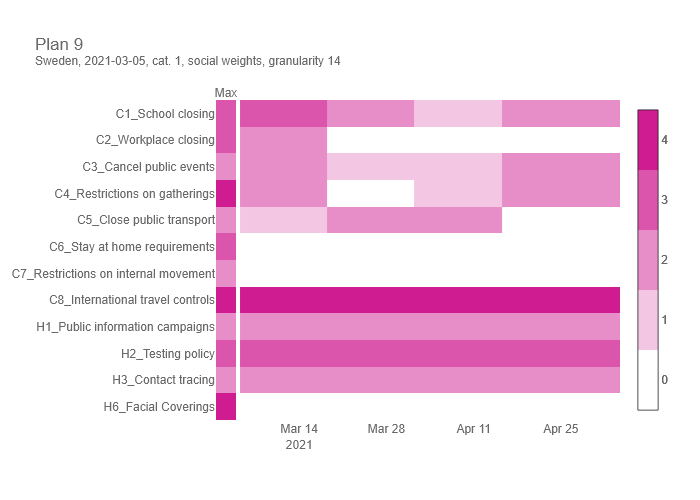 Plan 9
Sweden, 2021-03-05, cat. 1, social weights, granularity 14
Max
C1_School closing
C2_Workplace closing
C3_Cancel public events
C4_Restrictions on gatherings
C5_Close public transport
C6_Stay at home requirements
C7_Restrictions on internal movement
C8_International travel controls
H1_Public information campaigns
H2_Testing policy
H3_Contact tracing
H6_Facial Coverings
4
3
2
1
0
Mar 14 Mar 28 Apr 11 Apr 25
2021